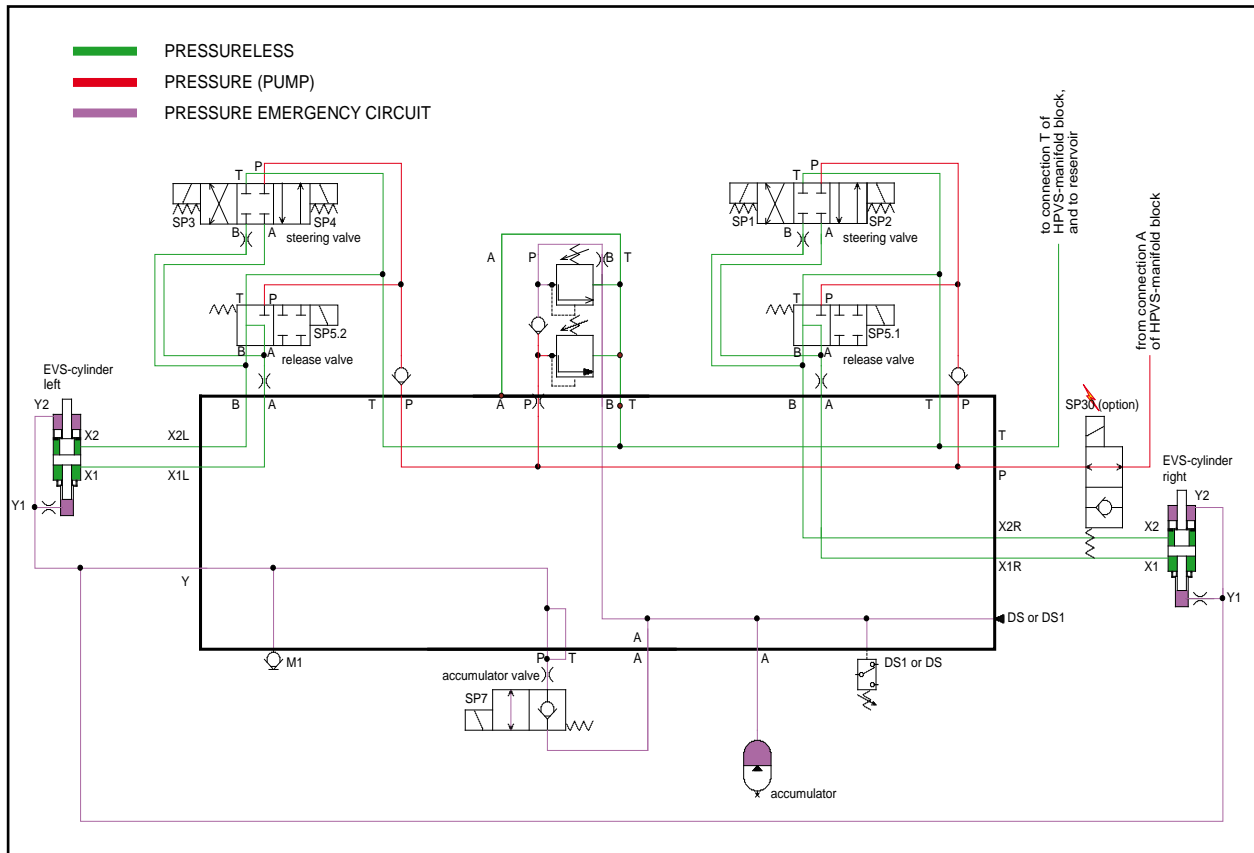 PRESSURELESS
PRESSURE (PUMP)
PRESSURE EMERGENCY CIRCUIT
to connection T of
HPVS-manifold block,
and to reservoir
from connection A
of HPVS-manifold block
T
P
SP3
SP4
B
A
steering valve
T
P
SP1
SP2
B
A
steering valve
A
P
B
T
T
P
SP5.2
B
A
release valve
T
P
SP5.1
B
A
release valve
EVS-cylinder
left
Y2
X2
X1
Y1
X2L
X1L
B
A
T
P
A
P
B
T
B
A
T
P
SP30 (option)
T
P
EVS-cylinder
right
Y2
X2
X1
Y1
X2R
X1R
Y
M1
P
T
A
A
A
DS or DS1
DS1 or DS
accumulator valve
SP7
accumulator